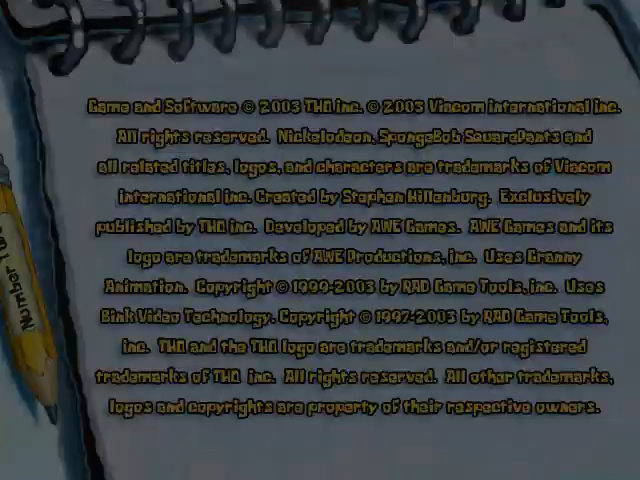 Game and Software © 2003 THQ Inc. © 2003 Viacom International Inc.
All rights reserved. Nickelodeon, SpongeBob SquarePants and
all related titles, logos, and characters are trademarks of Viacom
International Inc. Created by Stephen Hillenburg. Exclusively
published by THQ Inc. Developed by AWE Games. AWE Games and its
logo are trademarks of AWE Productions, Inc. Uses Granny
Animation. Copyright © 1999-2003 by RAD Game Tools, Inc. Uses
Bink Video Technology. Copyright © 1997-2003 by RAD Game Tools,
Inc. THQ and the THQ logo are trademarks and/or registered
trademarks of THQ Inc. All rights reserved. All other trademarks,
logos and copyrights are property of their respective owners.
Number